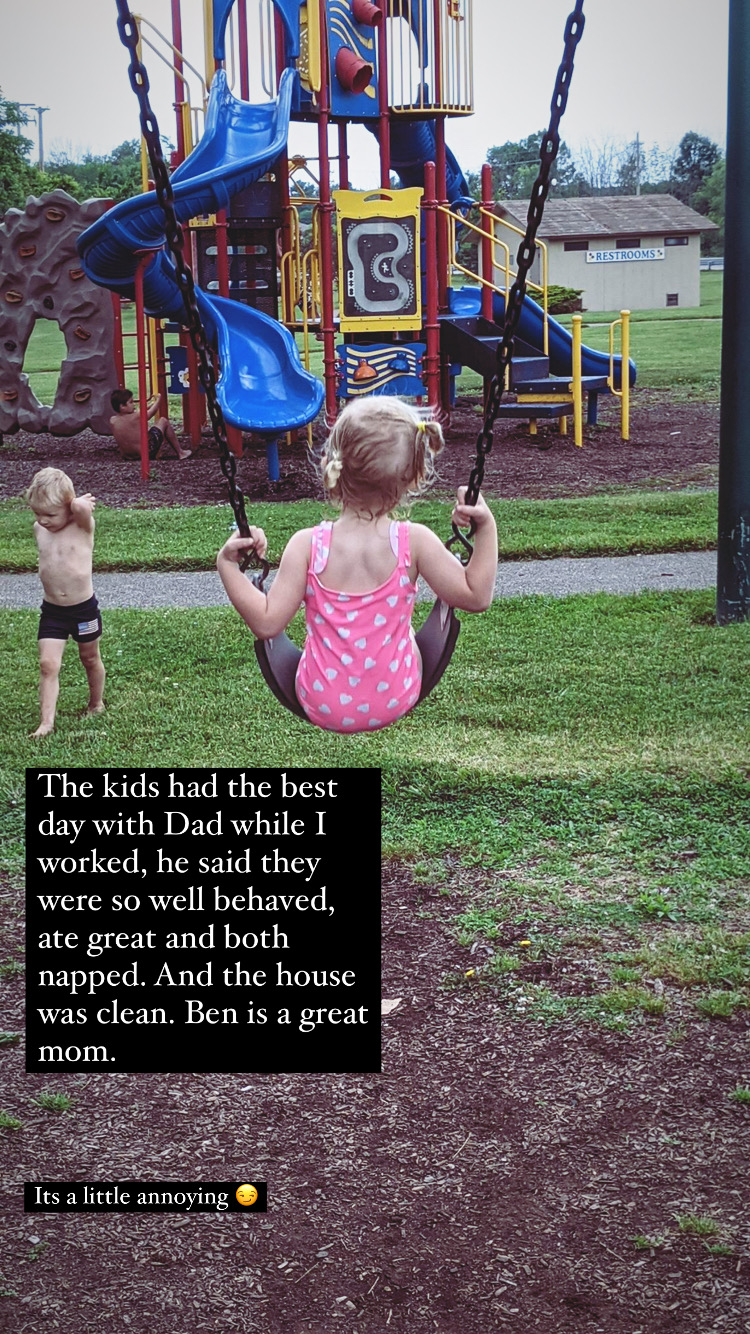 RESTROOMS
The kids had the best
day with Dad while I
worked, he said they
were so well behaved,
ate great and both
napped. And the house
was clean. Ben is a great
mom.
Its a little annoying 😏